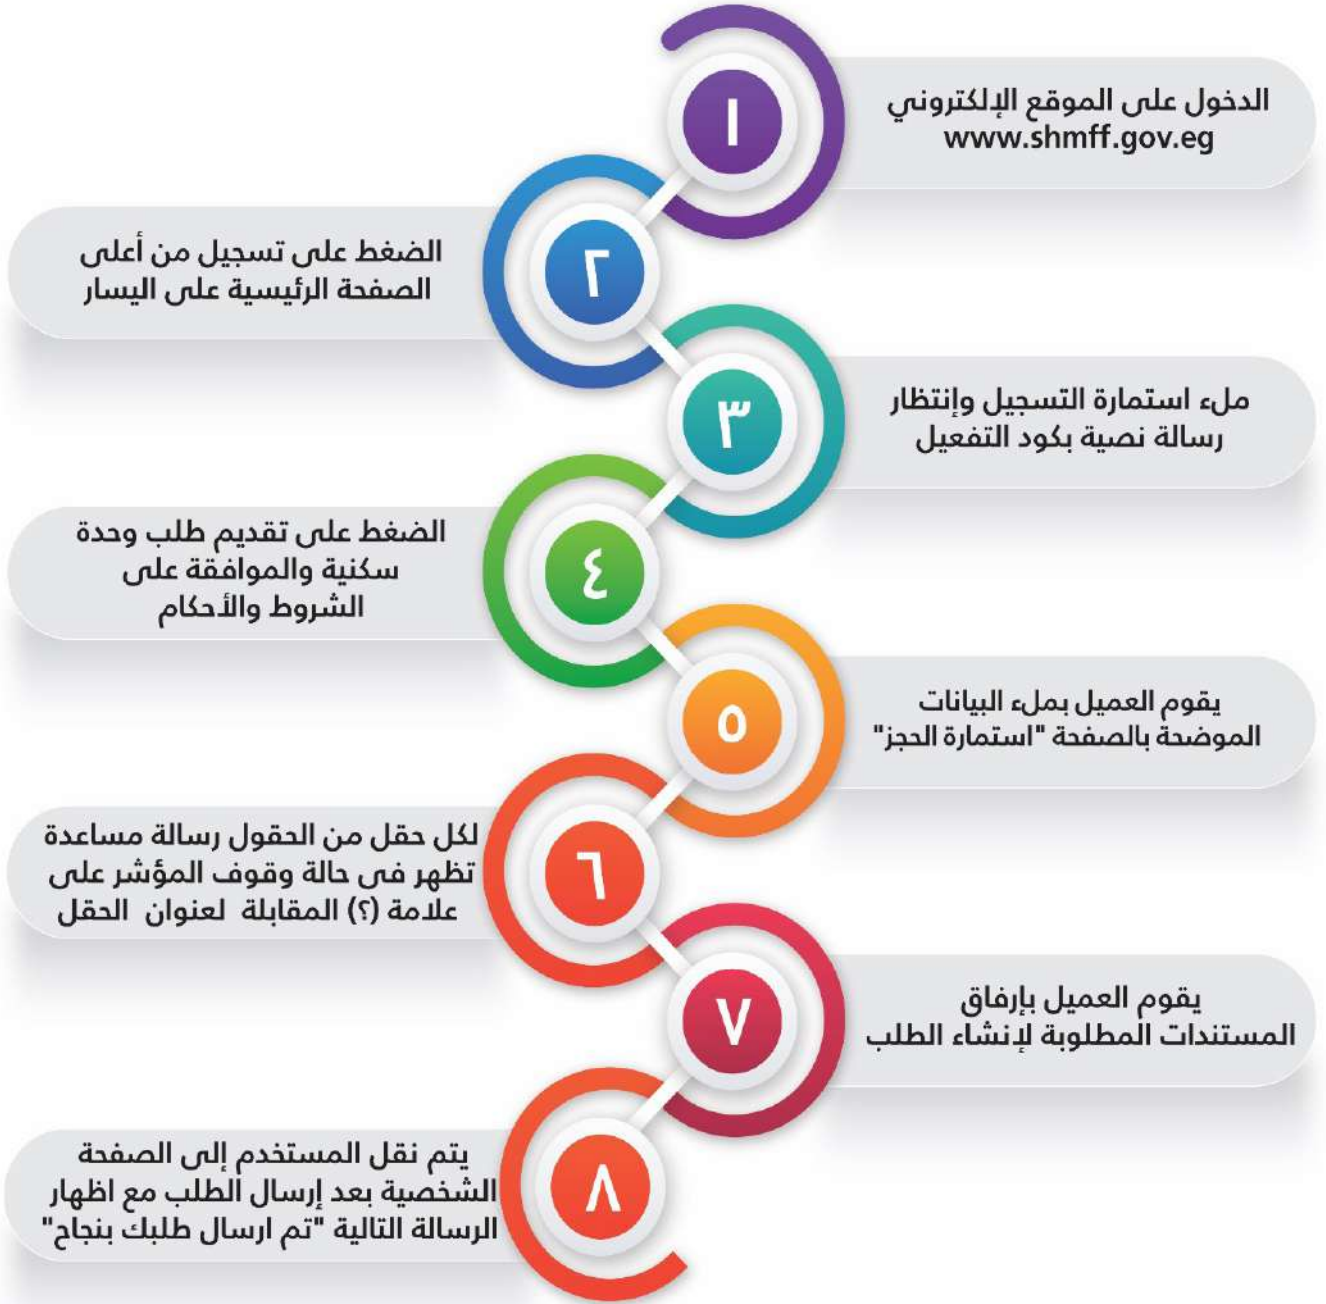 ١
الدخول على الموقع الإلكتروني
www.shmff.gov.eg
٢
الضغط على تسجيل من أعلى
الصفحة الرئيسية على اليسار
٣
ملء استمارة التسجيل وإنتظار
رسالة نصية بكود التفعيل
٤
الضغط على تقديم طلب وحدة
سكنية والموافقة على
الشروط والأحكام
٥
يقوم العميل بملء البيانات
الموضحة بالصفحة "استمارة الحجز"
٦
لكل حقل من الحقول رسالة مساعدة
تظهر فى حالة وقوف المؤشر على
علامة (؟) المقابلة لعنوان الحقل
٧
يقوم العميل بإرفاق
المستندات المطلوبة لإنشاء الطلب
٨
يتم نقل المستخدم إلى الصفحة
الشخصية بعد إرسال الطلب مع اظهار
الرسالة التالية "تم ارسال طلبك بنجاح"